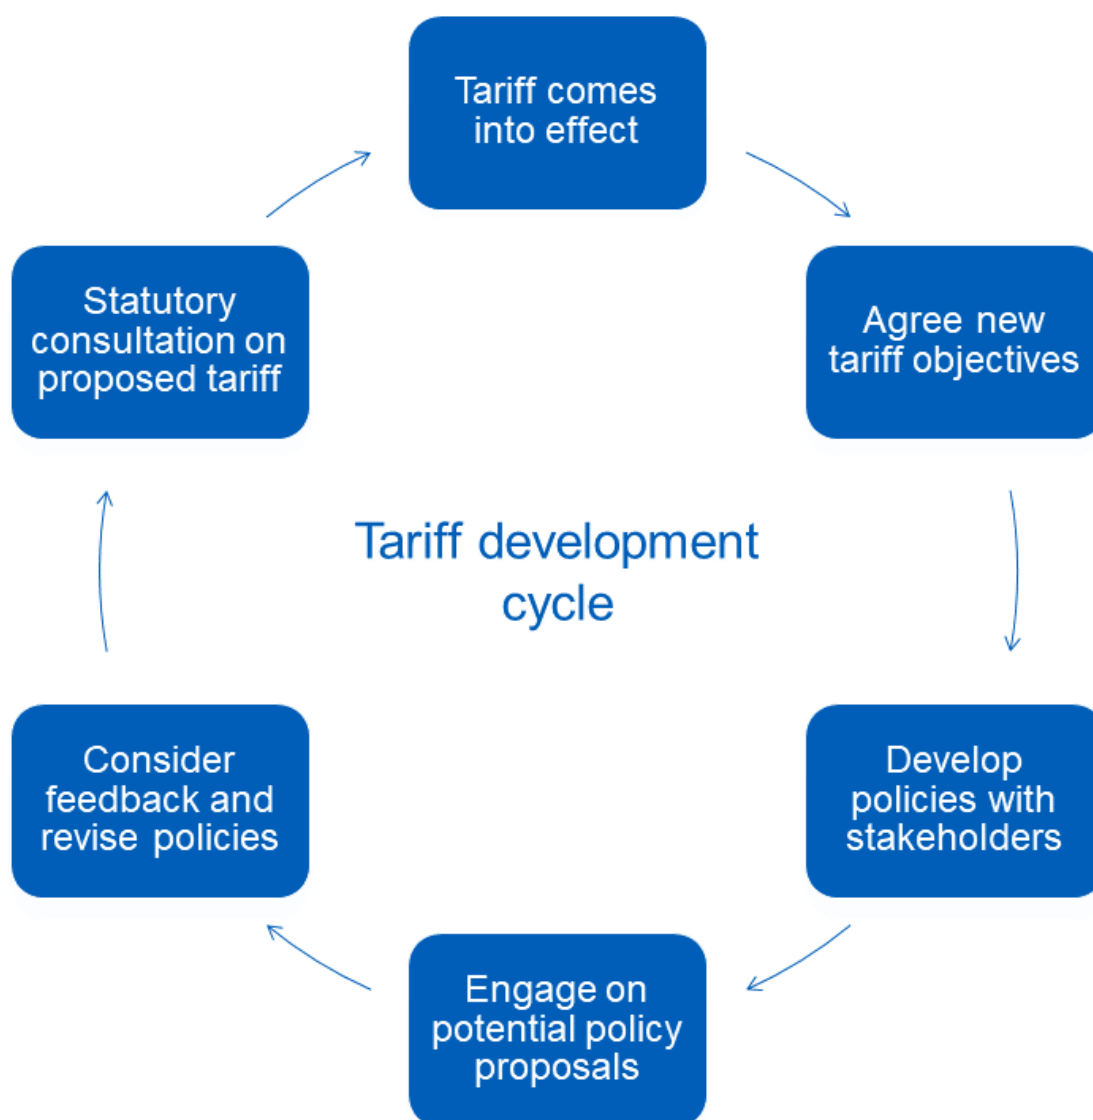 Tariff comes
into effect
Agree new
tariff objectives
Develop
policies with
stakeholders
Engage on
potential policy
proposals
Consider
feedback and
revise policies
Statutory
consultation on
proposed tariff
Tariff development
cycle